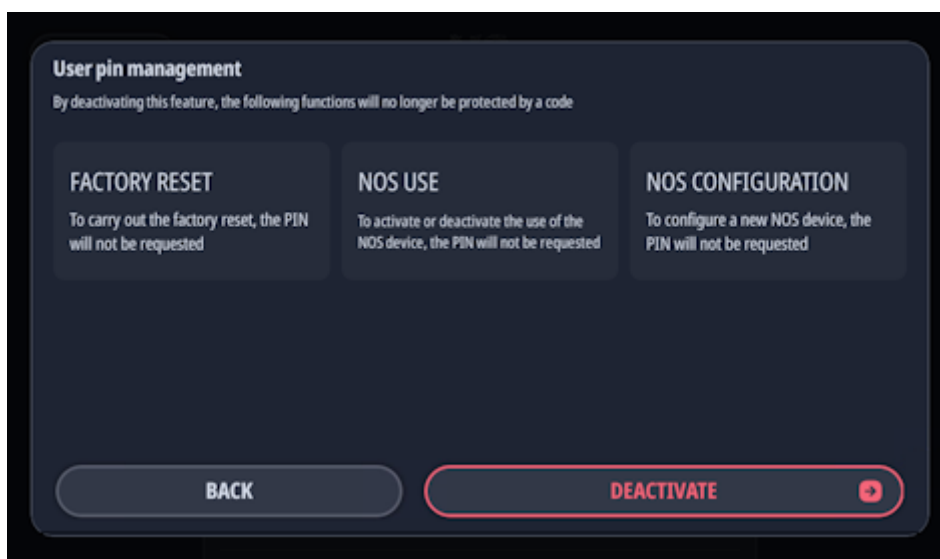 User pin management
By deactivating this feature, the following functions will no longer be protected by a code
FACTORY RESET
To carry out the factory reset, the PIN
will not be requested
NOS USE
To activate or deactivate the use of the
NOS device, the PIN will not be requested
NOS CONFIGURATION
To configure a new NOS device, the
PIN will not be requested
BACK
DEACTIVATE